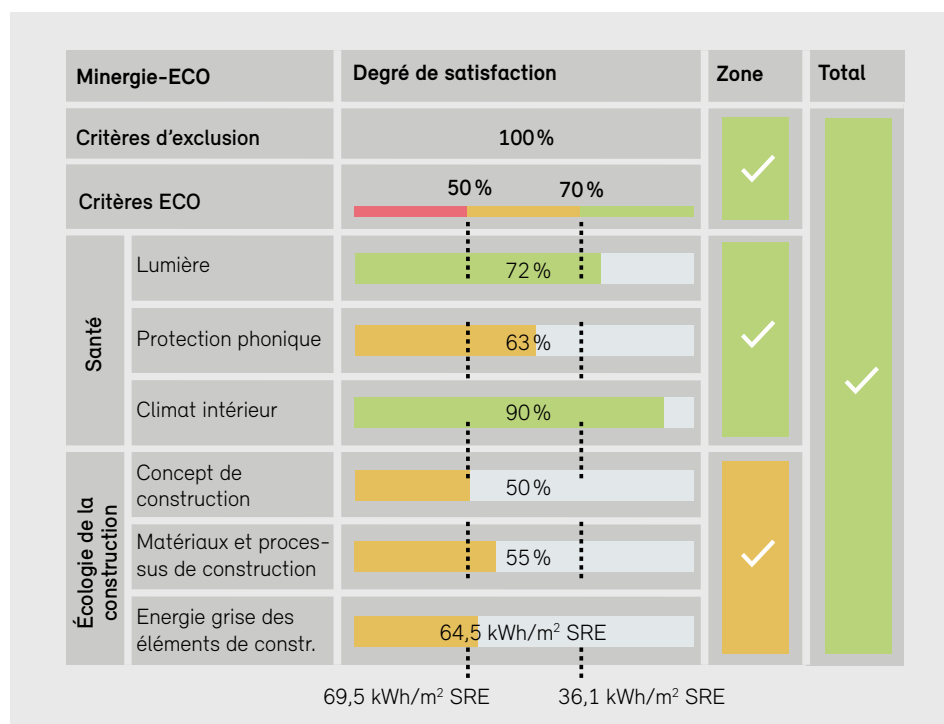 Minergie-ECO
Degré de satisfaction
Zone
Total
Critères d'exclusion
100 %
Critères ECO
50 %
70 %
Santé
Lumière
72 %
Protection phonique
63 %
Climat intérieur
90 %
Écologie de la
construction
Concept de
construction
50 %
Matériaux et proces-
sus de construction
55 %
Energie grise des
éléments de constr.
64,5 kWh/m² SRE
69,5 kWh/m² SRE
36,1 kWh/m² SRE